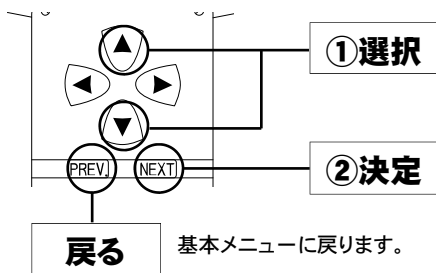 ①選択
PREV.
NEXT
②決定
戻る
基本メニューに戻ります。